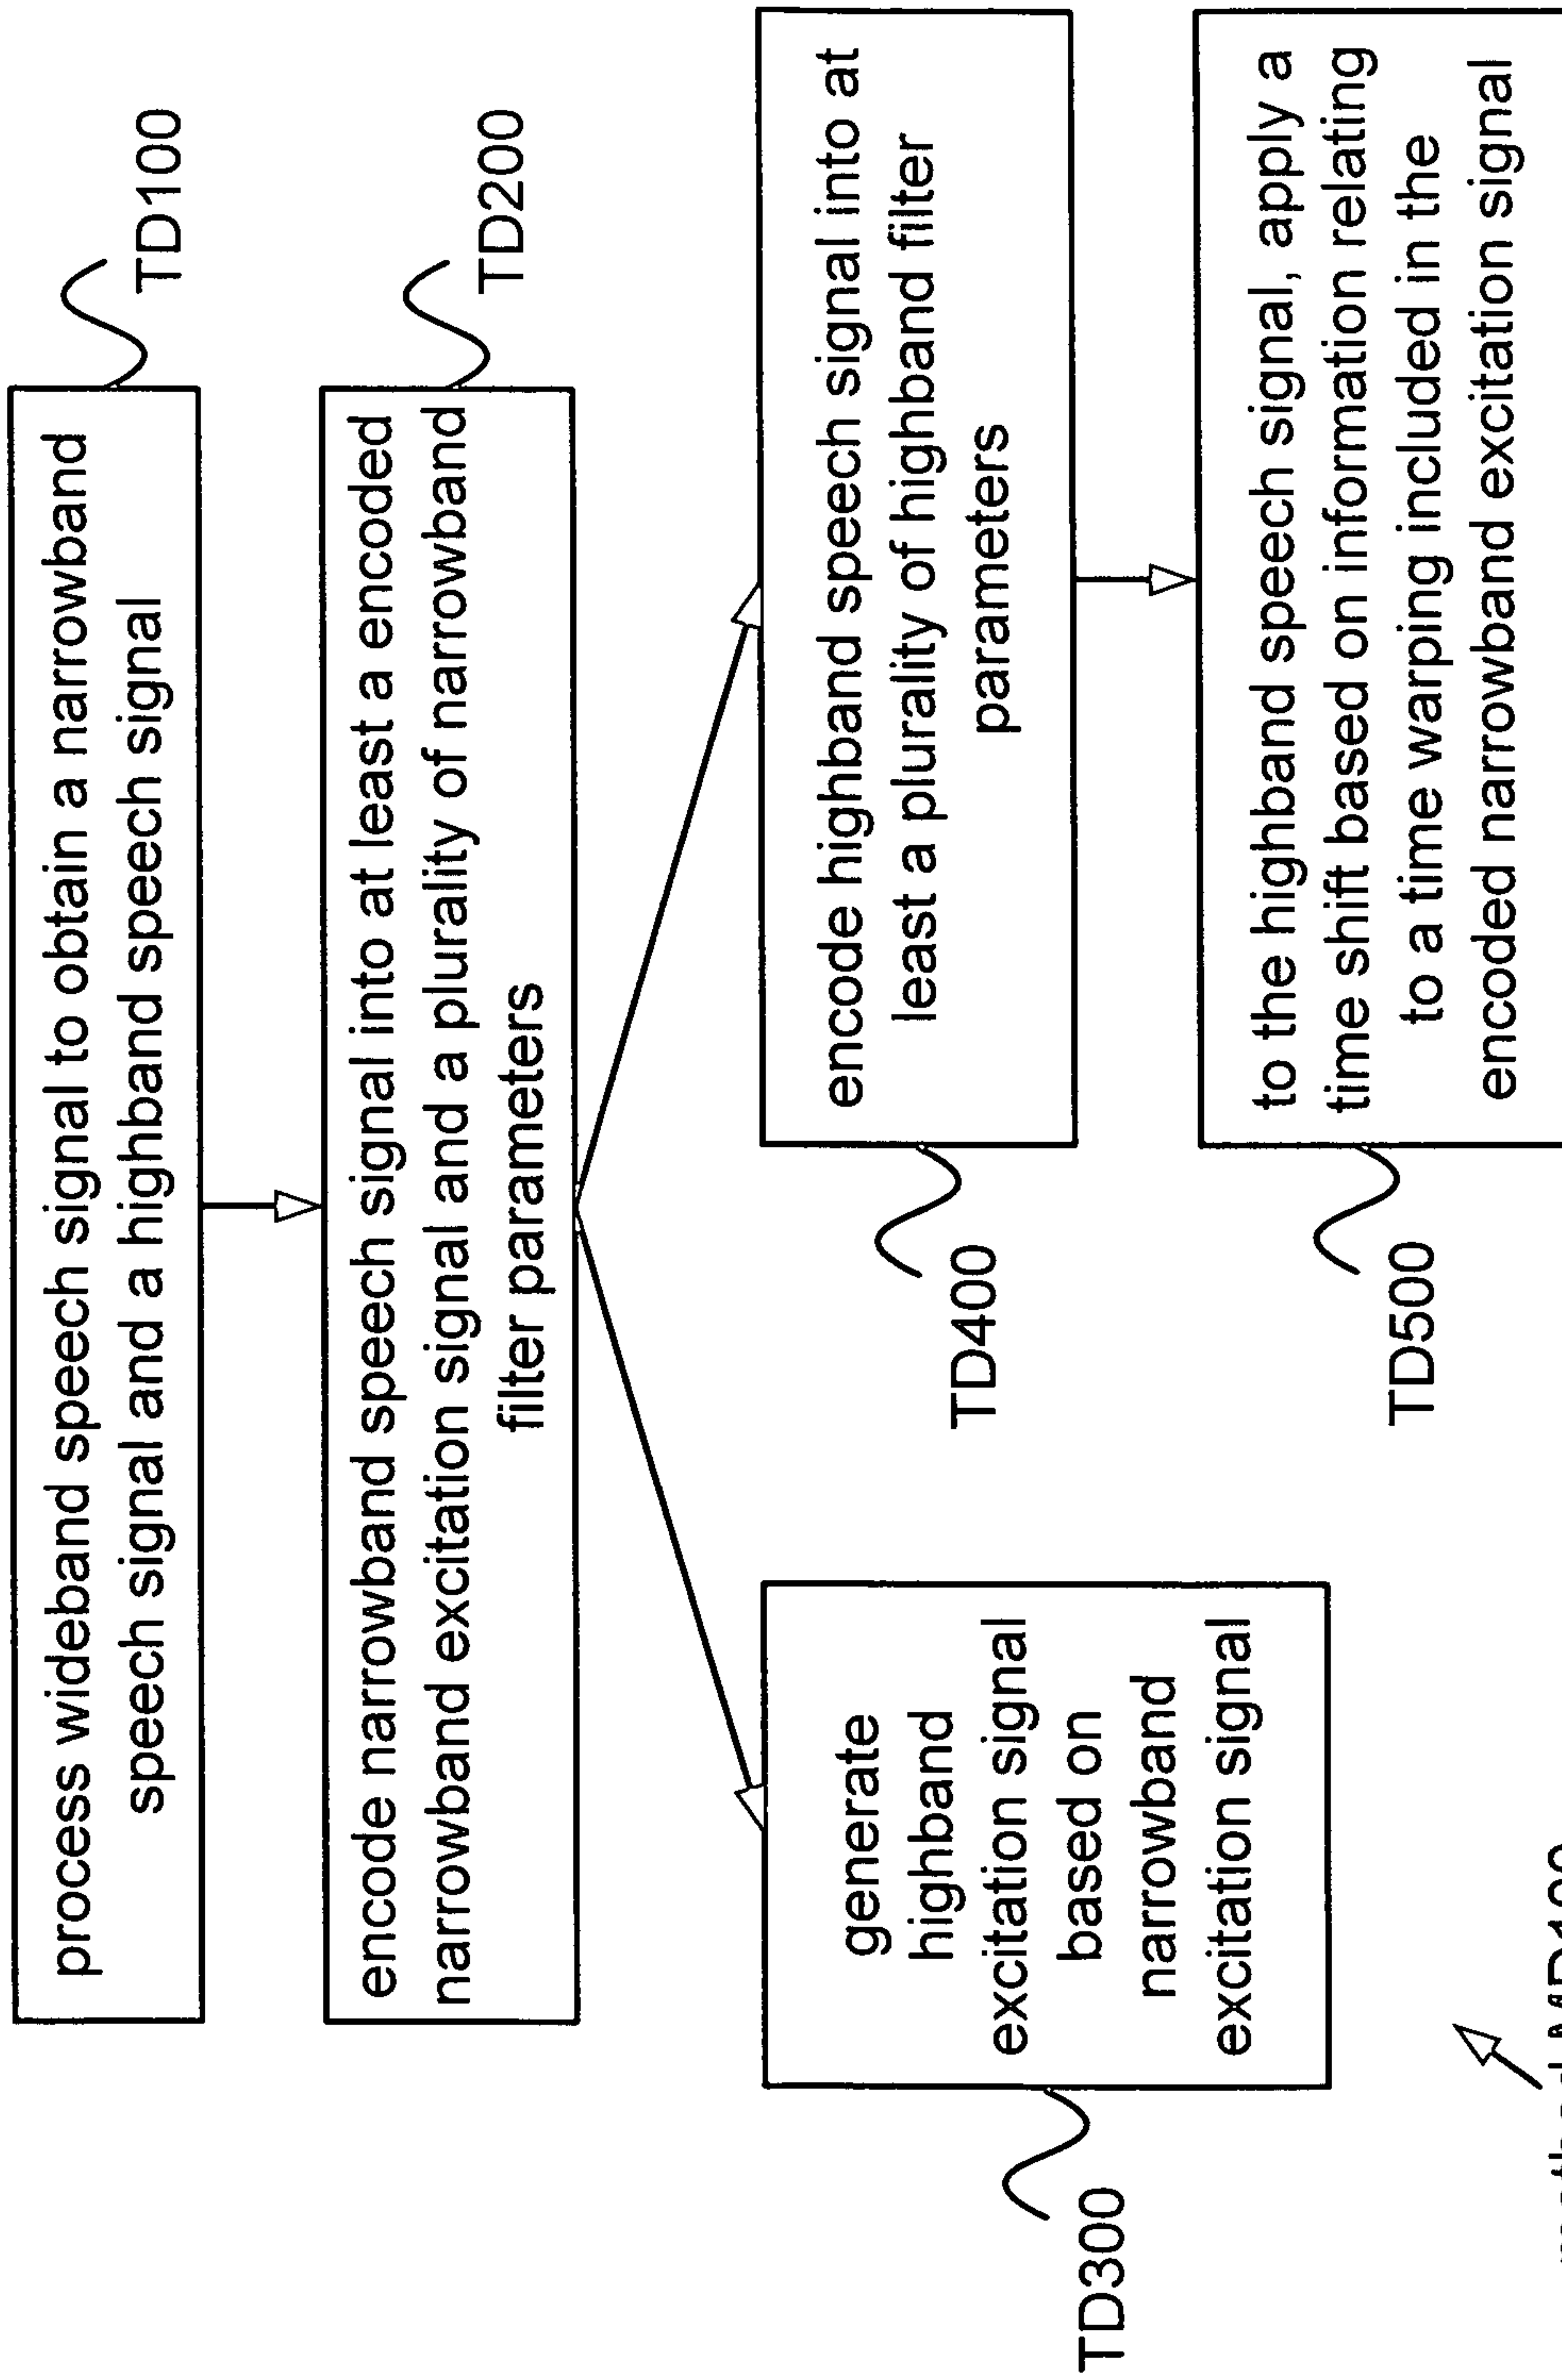 process wideband speech signal to obtain a narrowband
speech signal and a highband speech signal
TD100
encode narrowband speech signal into at least a encoded
narrowband excitation signal and a plurality of narrowband
filter parameters
TD200
generate
highband
excitation signal
based on
narrowband
excitation signal
TD300
encode highband speech signal into at
least a plurality of highband filter
parameters
TD400
to the highband speech signal, apply a
time shift based on information relating
to a time warping included in the
encoded narrowband excitation signal
TD500
method MD100